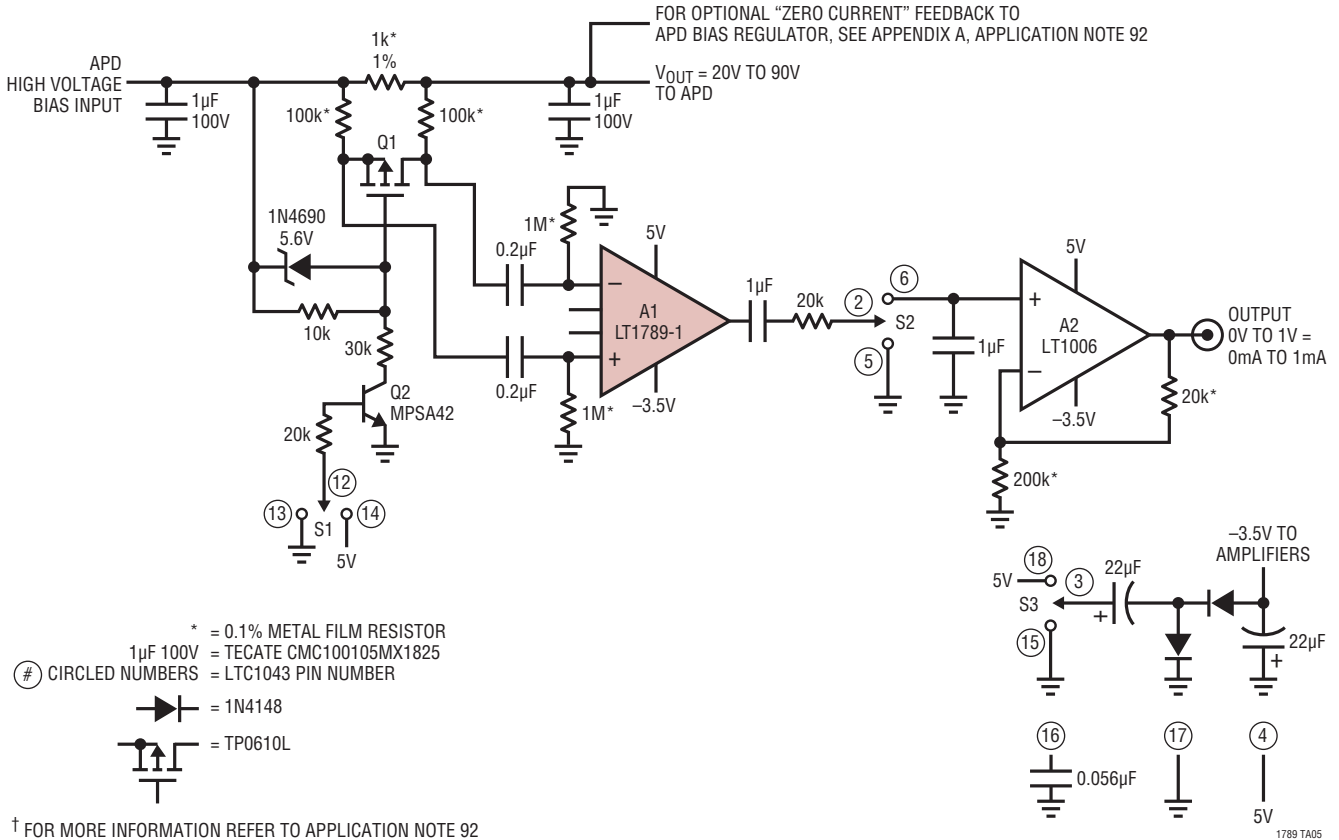 FOR OPTIONAL “ZERO CURRENT” FEEDBACK TO
APD BIAS REGULATOR, SEE APPENDIX A, APPLICATION NOTE 92
1k*
1%
APD
HIGH VOLTAGE
BIAS INPUT
VOUT = 20V TO 90V
TO APD
1µF
100V
100k*
100k*
1µF
100V
Q1
1N4690
5.6V
1M*
5V
0.2µF
10k
30k
A1
LT1789-1
−
+
1µF
20k
2
6
S2
5
1µF
5V
+
A2
LT1006
−
OUTPUT
0V TO 1V =
0mA TO 1mA
0.2µF
1M*
–3.5V
–3.5V
20k*
Q2
MPSA42
20k
200k*
12
13
S1
14
5V
–3.5V TO
AMPLIFIERS
18
5V
3
22µF
S3
+
15
22µF
+
* = 0.1% METAL FILM RESISTOR
1µF 100V = TECATE CMC100105MX1825
# CIRCLED NUMBERS = LTC1043 PIN NUMBER
= 1N4148
= TP0610L
16
17
4
0.056µF
5V
† FOR MORE INFORMATION REFER TO APPLICATION NOTE 92
1789 TA05